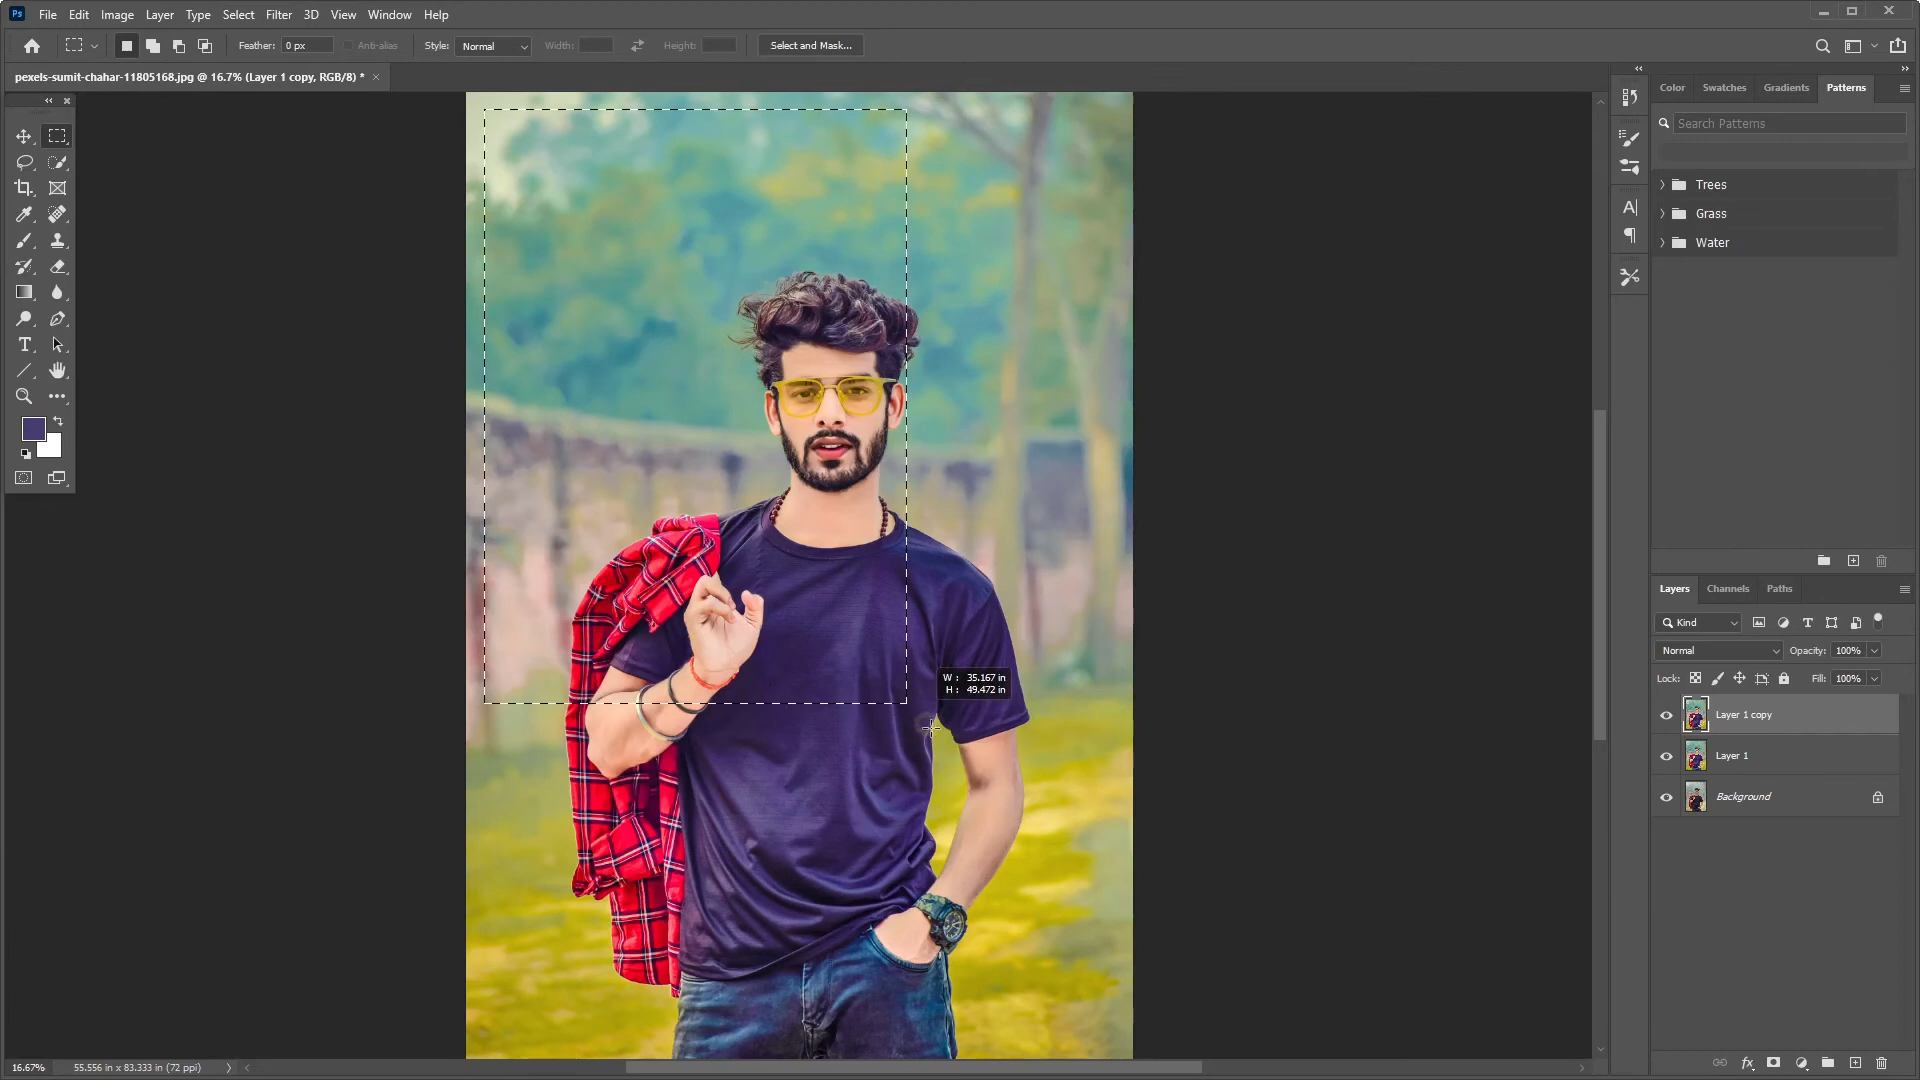 Ps File Edit Image Layer Type Select Filter 3D View Window Help
Feather: 0 px Anti-alias Style: Normal Width: Height: Select and Mask...
pexels-sumit-chahar-11805168.jpg @ 16.7% (Layer 1 copy, RGB/8) *
Color Swatches Gradients Patterns
Search Patterns
Trees
Grass
Water
W : 35.167 in
H : 49.472 in
Layers Channels Paths
Kind
Normal Opacity: 100%
Lock: Fill: 100%
Layer 1 copy
Layer 1
Background
16.67% 55.556 in x 83.333 in (72 ppi)